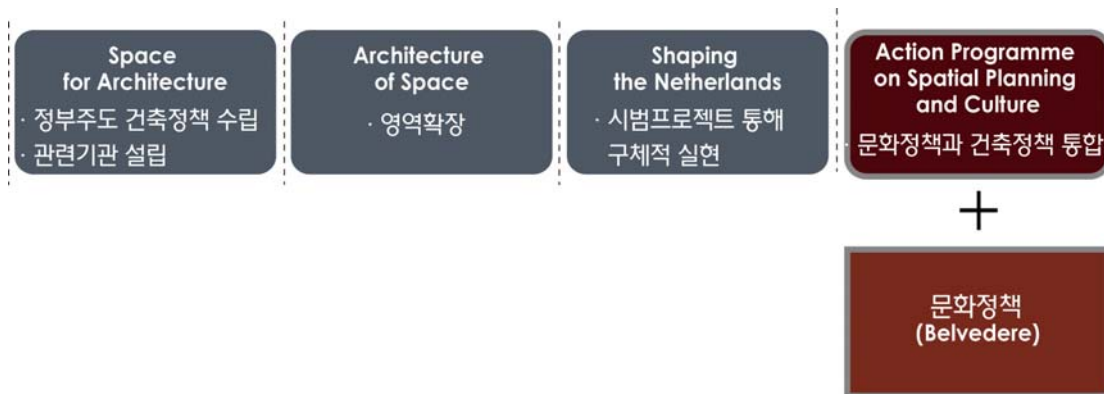 Space
for Architecture
· 정부주도 건축정책 수립
· 관련기관 설립
Architecture
of Space
· 영역확장
Shaping
the Netherlands
· 시범프로젝트 통해
구체적 실현
Action Programme
on Spatial Planning
and Culture
· 문화정책과 건축정책 통합
+
문화정책
(Belvedere)